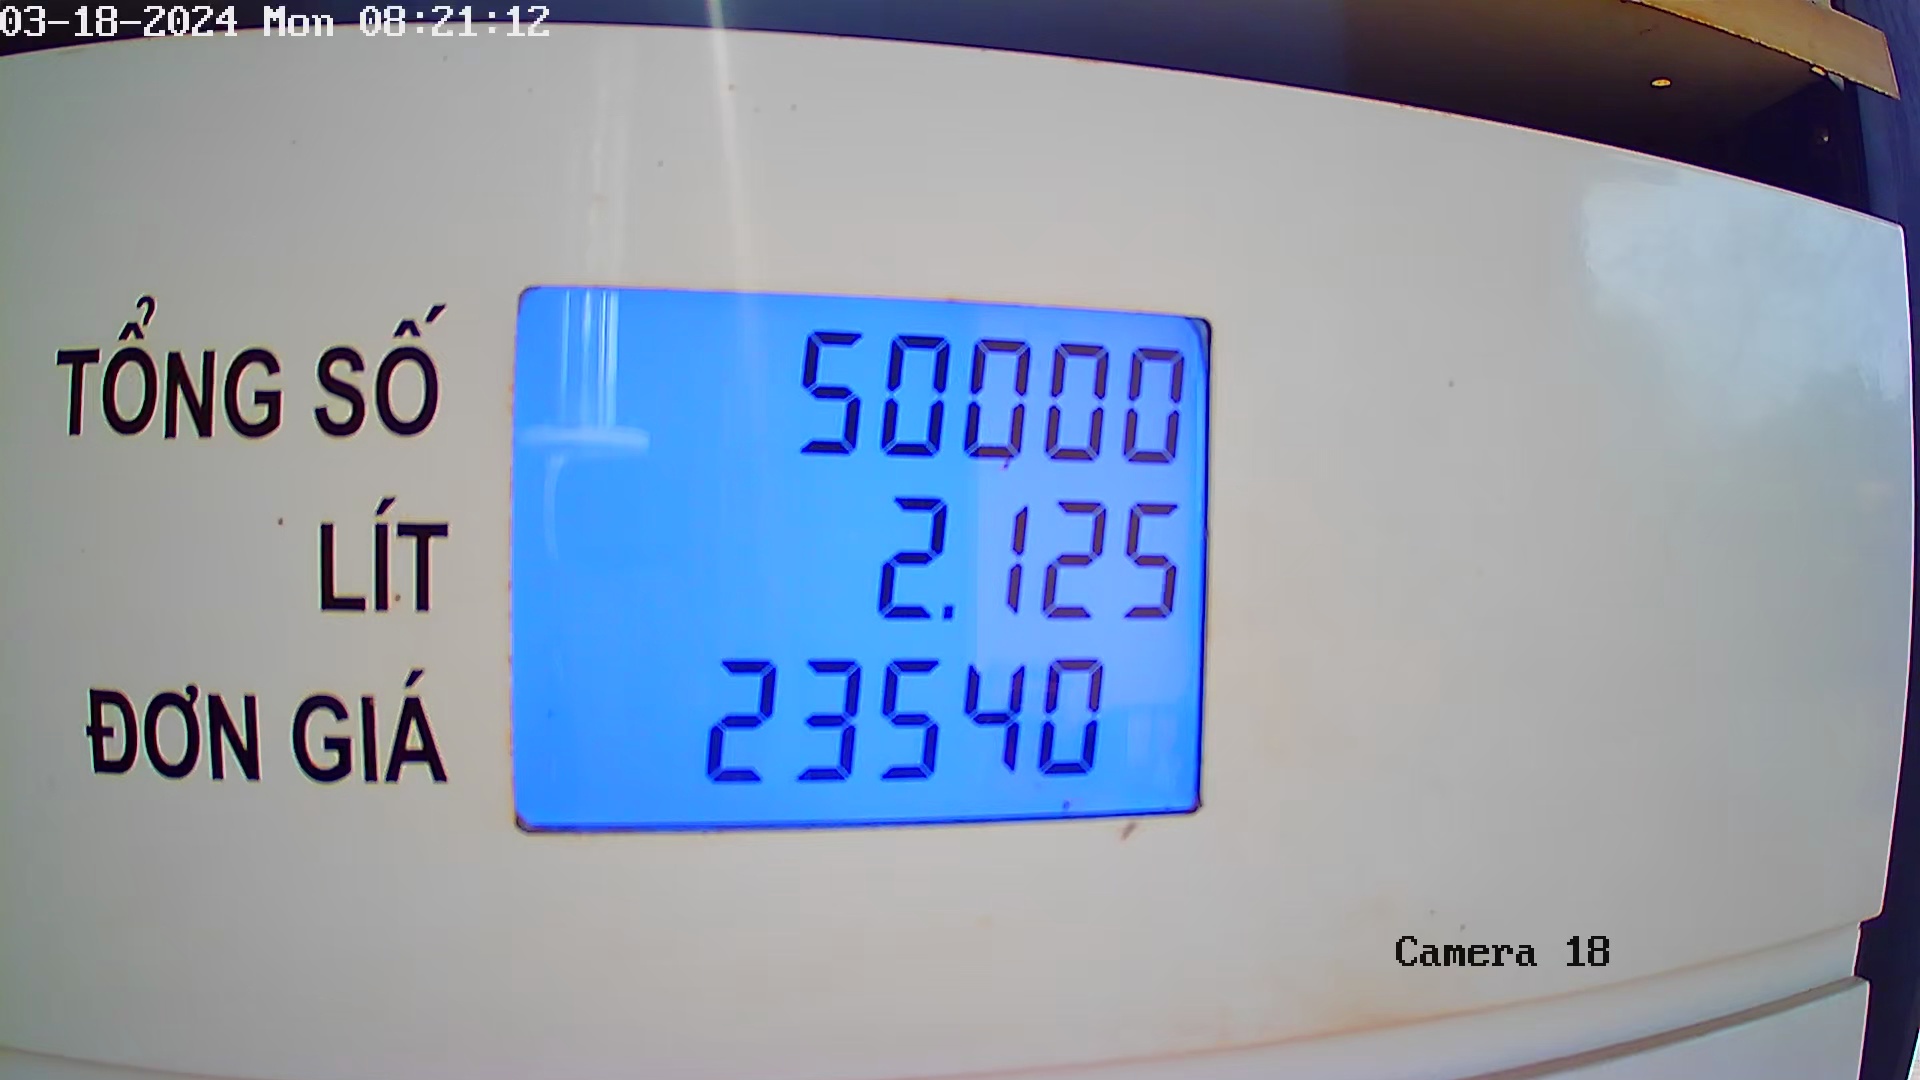 03-18-2024 Mon 08:21:12
TỔNG SỐ 50000
LÍT 2.125
ĐƠN GIÁ 23540
Camera 18